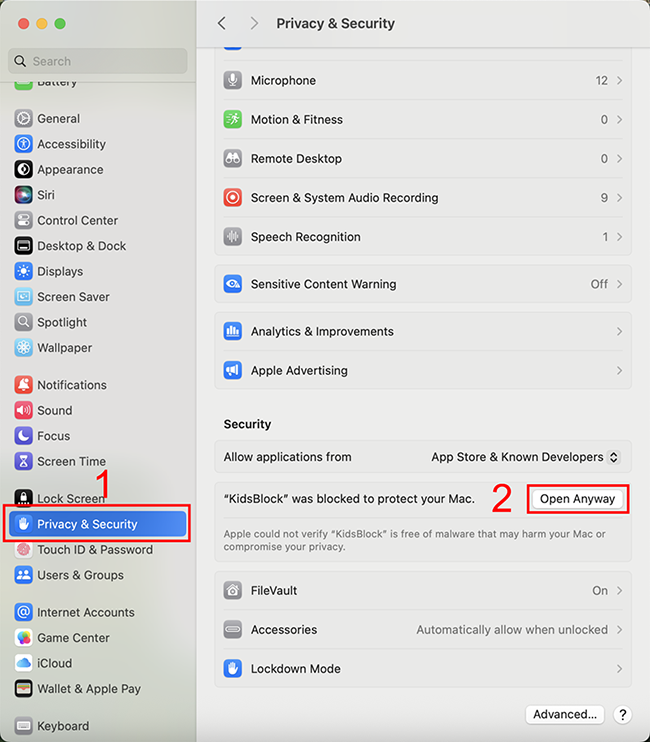 Privacy & Security
Search
Battery
General
Accessibility
Appearance
Siri
Control Center
Desktop & Dock
Displays
Screen Saver
Spotlight
Wallpaper
Notifications
Sound
Focus
Screen Time
1
Lock Screen
Privacy & Security
Touch ID & Password
Users & Groups
Internet Accounts
Game Center
iCloud
Wallet & Apple Pay
Keyboard
Microphone 12
Motion & Fitness 0
Remote Desktop 0
Screen & System Audio Recording 9
Speech Recognition 1
Sensitive Content Warning Off
Analytics & Improvements
Apple Advertising
Security
Allow applications from App Store & Known Developers
“KidsBlock” was blocked to protect your Mac. 2 Open Anyway
Apple could not verify “KidsBlock” is free of malware that may harm your Mac or
compromise your privacy.
FileVault On
Accessories Automatically allow when unlocked
Lockdown Mode
Advanced... ?